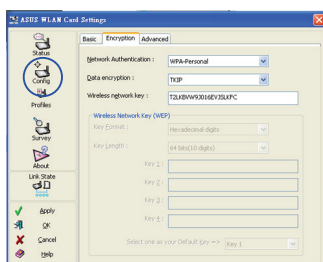 ASUS WLAN Card Settings
Basic Encryption Advanced
Status
Config
Profiles
Survey
About
Link State
Apply
OK
Cancel
Help
Network Authentication: WPA-Personal
Data encryption: TKIP
Wireless network key:
Wireless Network Key (WEP)
Key Format: Hexadecimal digits
Key Length: 64 bits(10 digits)
Key 1:
Key 2:
Key 3:
Key 4:
Select one as your Default Key => Key 1